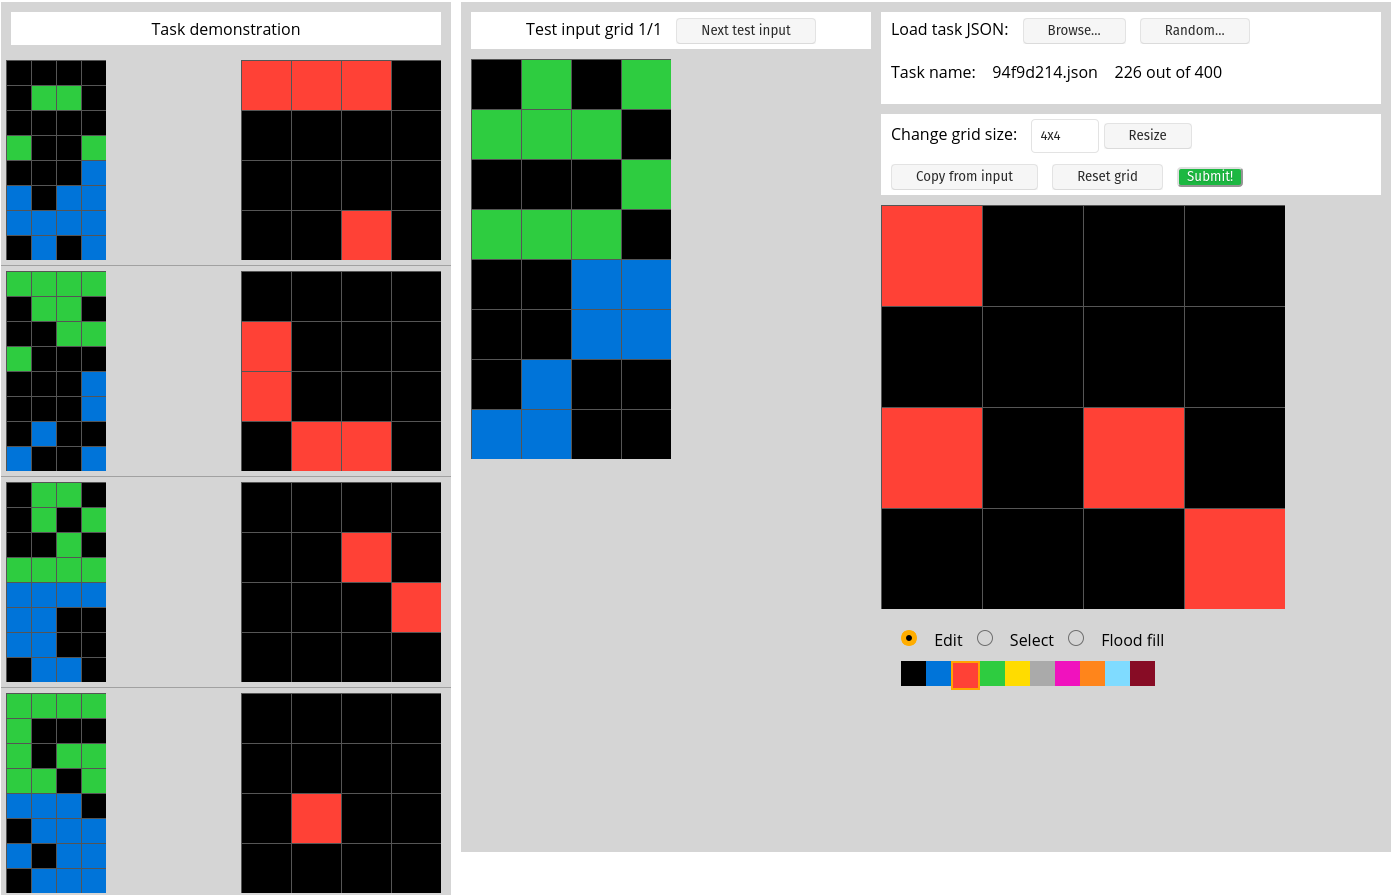 Task demonstration
Test input grid 1/1 Next test input
Load task JSON: Browse... Random...
Task name: 94f9d214.json 226 out of 400
Change grid size: 4x4 Resize
Copy from input Reset grid Submit!
Edit Select Flood fill